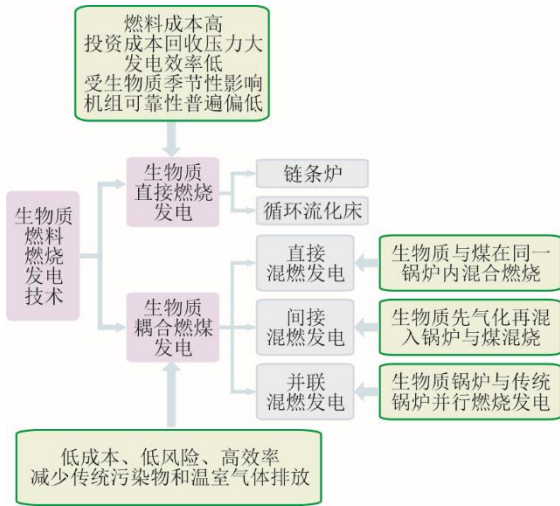 燃料成本高
投资成本回收压力大
发电效率低
受生物质季节性影响
机组可靠性普遍偏低
生物质
直接燃烧
发电
链条炉
循环流化床
生物质
燃料
燃烧
发电
技术
生物质
耦合燃煤
发电
直接
混燃发电
生物质与煤在同一
锅炉内混合燃烧
间接
混燃发电
生物质先气化再混
入锅炉与煤混烧
并联
混燃发电
生物质锅炉与传统
锅炉并行燃烧发电
低成本、低风险、高效率
减少传统污染物和温室气体排放